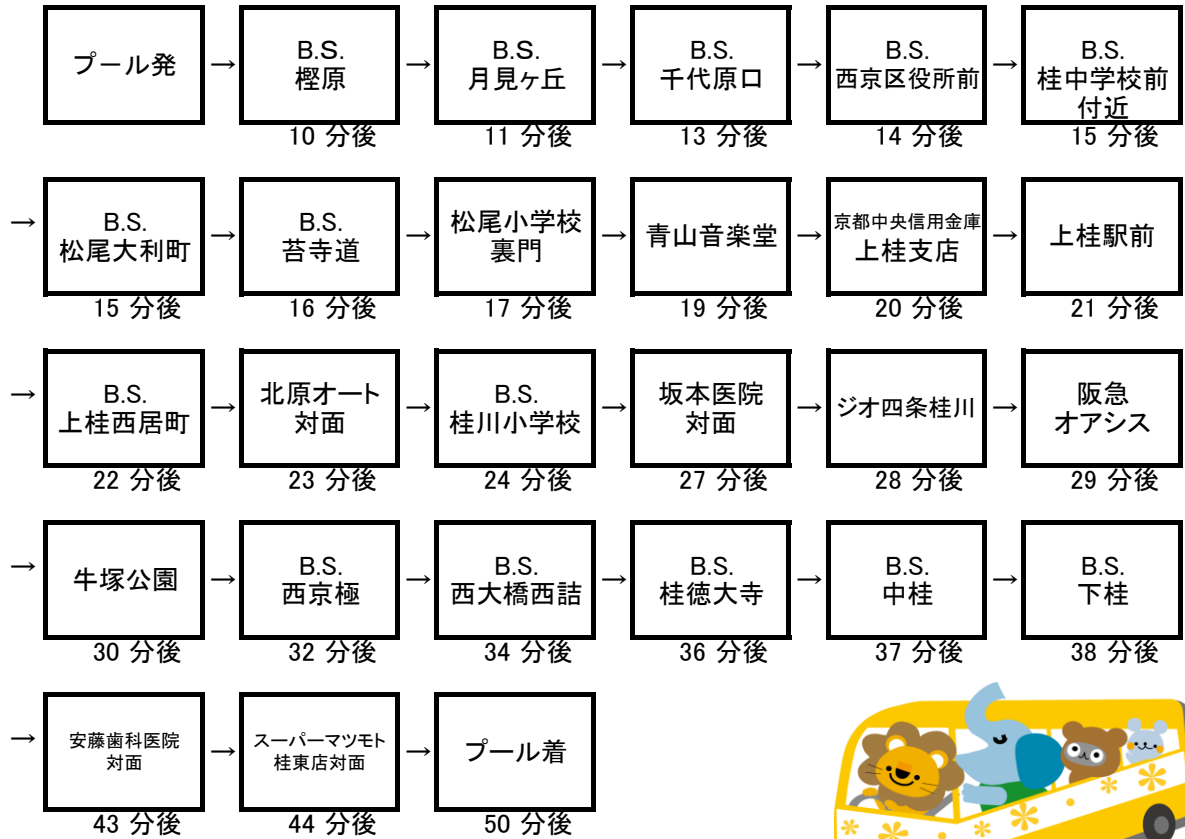 プール発
→
B.S.
樫原
10 分後
→
B.S.
月見ヶ丘
11 分後
→
B.S.
千代原口
13 分後
→
B.S.
西京区役所前
14 分後
→
B.S.
桂中学校前
付近
15 分後
→
B.S.
松尾大利町
15 分後
→
B.S.
苔寺道
16 分後
→
松尾小学校
裏門
17 分後
→
青山音楽堂
19 分後
→
京都中央信用金庫
上桂支店
20 分後
→
上桂駅前
21 分後
→
B.S.
上桂西居町
22 分後
→
北原オート
対面
23 分後
→
B.S.
桂川小学校
24 分後
→
坂本医院
対面
27 分後
→
ジオ四条桂川
28 分後
→
阪急
オアシス
29 分後
→
牛塚公園
30 分後
→
B.S.
西京極
32 分後
→
B.S.
西大橋西詰
34 分後
→
B.S.
桂徳大寺
36 分後
→
B.S.
中桂
37 分後
→
B.S.
下桂
38 分後
→
安藤歯科医院
対面
43 分後
→
スーパーマツモト
桂東店対面
44 分後
→
プール着
50 分後